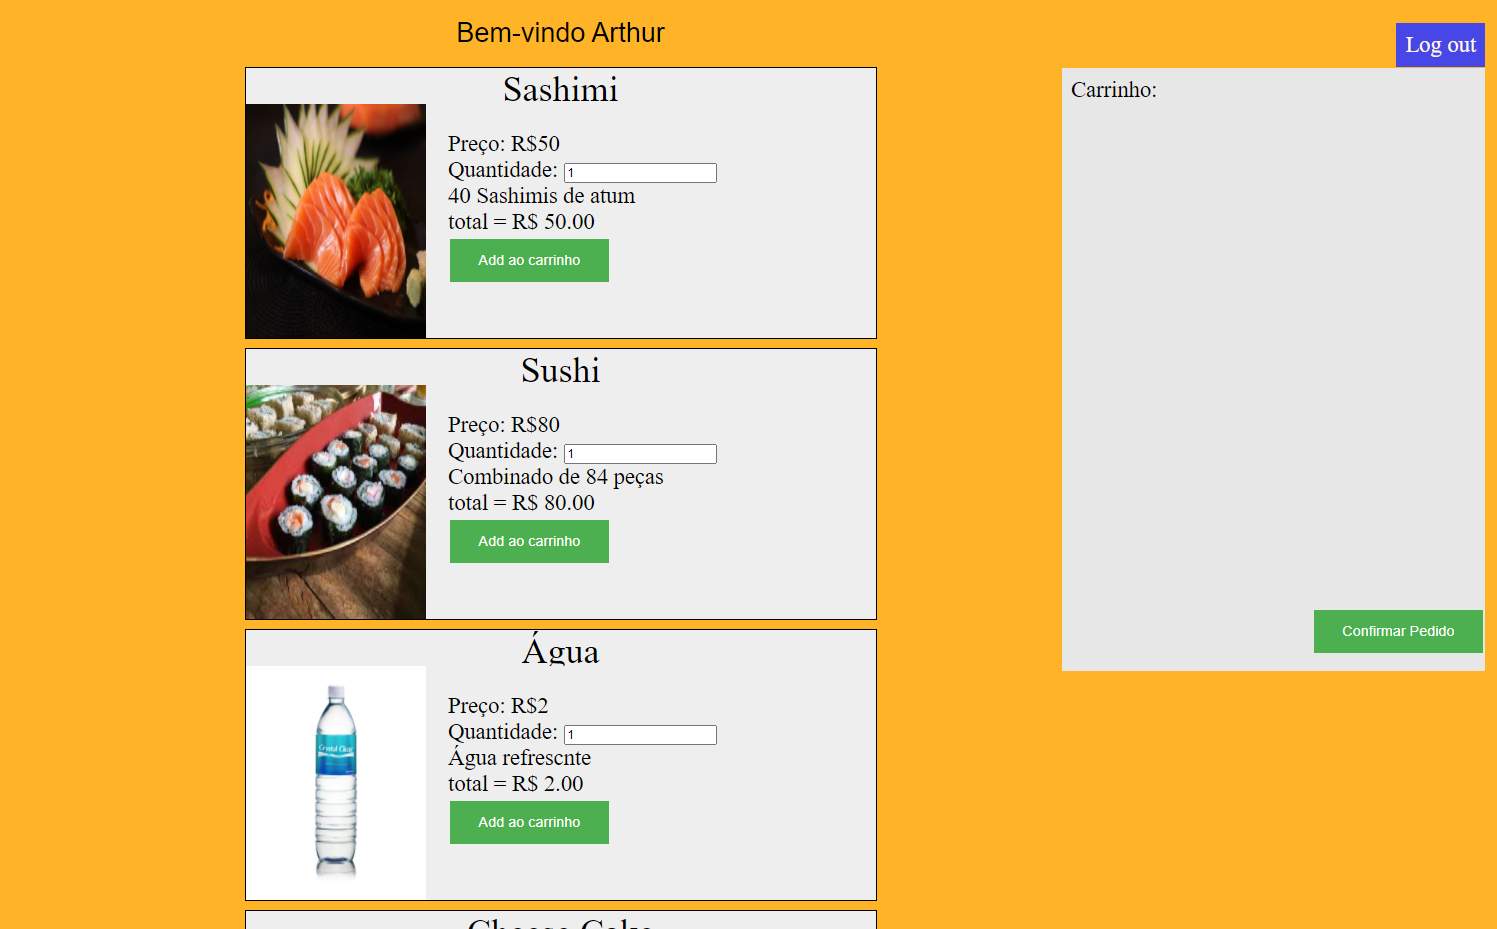 Bem-vindo Arthur
Log out
Sashimi
Preço: R$50
Quantidade: 1
40 Sashimis de atum
total = R$ 50.00
Add ao carrinho
Sushi
Preço: R$80
Quantidade: 1
Combinado de 84 peças
total = R$ 80.00
Add ao carrinho
Água
Crystal Clear
Preço: R$2
Quantidade: 1
Água refrescnte
total = R$ 2.00
Add ao carrinho
Cheese Cake
Carrinho:
Confirmar Pedido